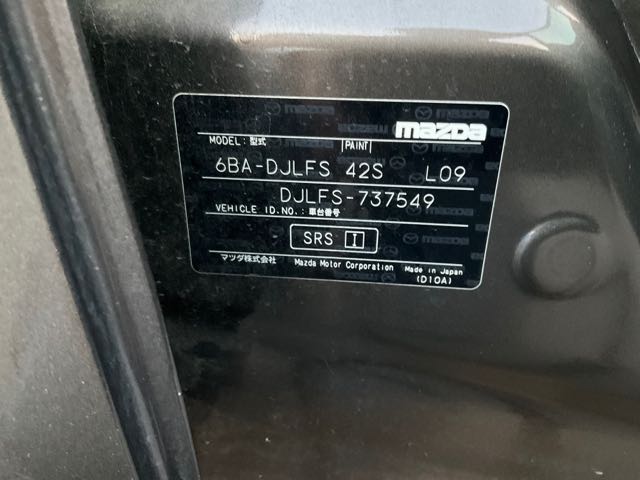 mazda
MODEL: 型式 PAINT
6BA-DJLFS 42S L09
DJLFS-737549
VEHICLE ID.NO.: 車台番号
SRS I
マツダ株式会社 Mazda Motor Corporation Made in Japan
(D10A)